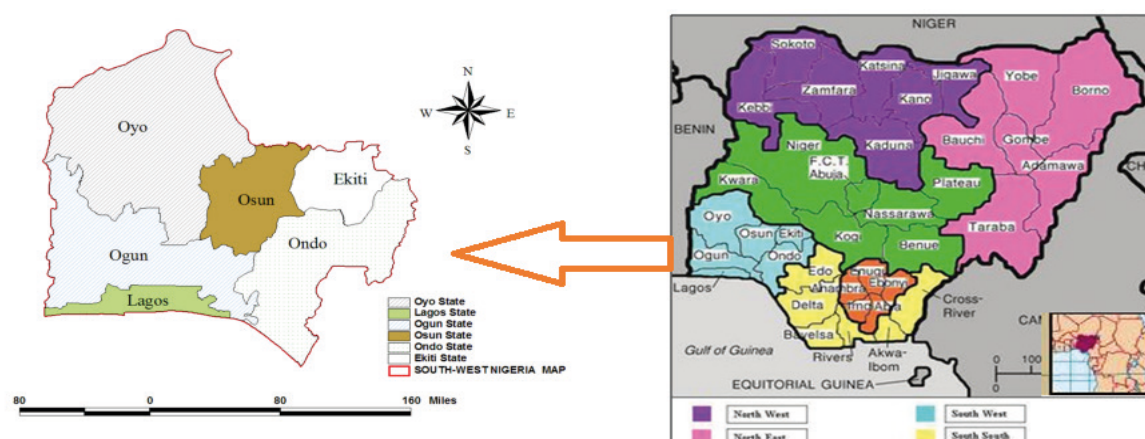 N
W
E
S
Oyo
Osun
Ekiti
Ogun
Ondo
Lagos
Oyo State
Lagos State
Ogun State
Osun State
Ondo State
Ekiti State
SOUTH-WEST NIGERIA MAP
80 0 80 160 Miles
NIGER
Sokoto
Katsina
Jigawa
Yobe
Borno
Zamfara
Kano
Kebbi
BENIN
Kaduna
Bauchi
Gombe
Adamawa
Niger
F.C.T.
Abuja
Kwara
Plateau
Nassarawa
Taraba
Oyo
Osun
Ekiti
Kogi
Benue
Ogun
Ondo
Lagos
Edo
Enugu
Ebonyi
Anambra
Delta
Imo
Abia
Cross-
River
Bayelsa
Rivers
Akwa-
Ibom
Gulf of Guinea
EQUITORIAL GUINEA
0 100
North West
South West
North East
South South